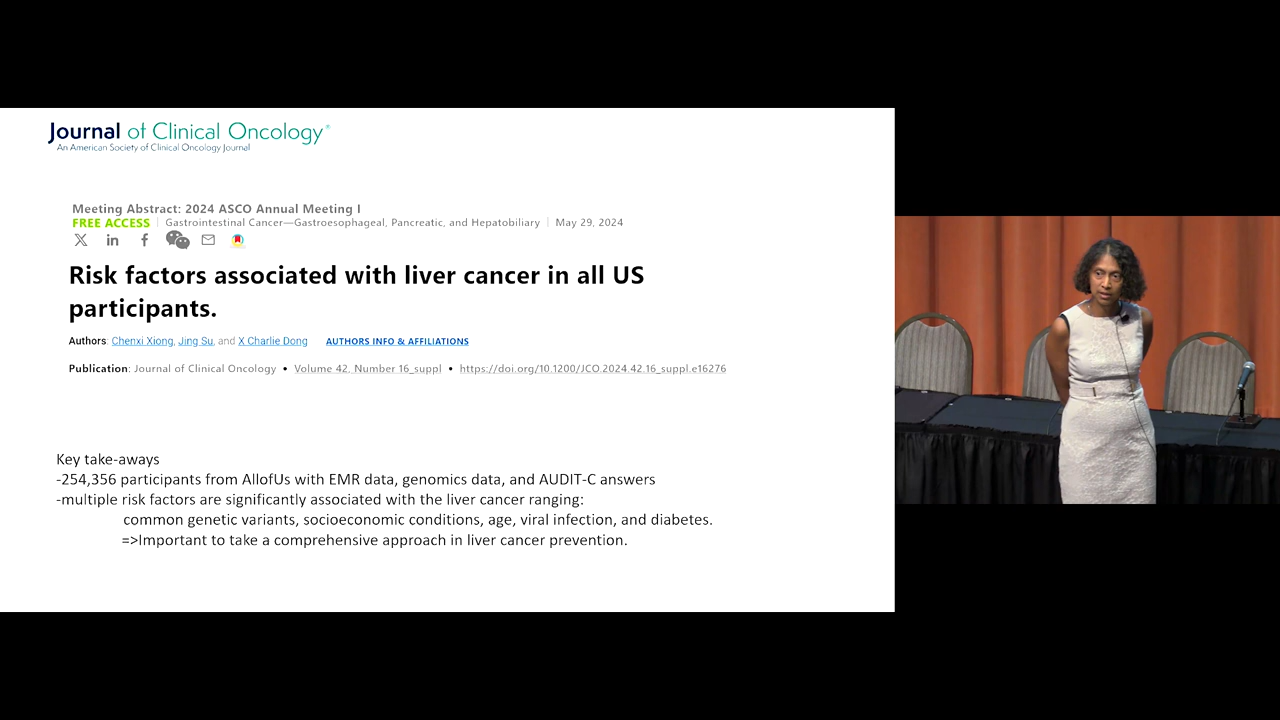 Journal of Clinical Oncology®
An American Society of Clinical Oncology Journal
Meeting Abstract: 2024 ASCO Annual Meeting I
FREE ACCESS | Gastrointestinal Cancer—Gastroesophageal, Pancreatic, and Hepatobiliary | May 29, 2024
Risk factors associated with liver cancer in all US
participants.
Authors: Chenxi Xiong, Jing Su, and X Charlie Dong AUTHORS INFO & AFFILIATIONS
Publication: Journal of Clinical Oncology • Volume 42, Number 16_suppl • https://doi.org/10.1200/JCO.2024.42.16_suppl.e16276
Key take-aways
-254,356 participants from AllofUs with EMR data, genomics data, and AUDIT-C answers
-multiple risk factors are significantly associated with the liver cancer ranging:
common genetic variants, socioeconomic conditions, age, viral infection, and diabetes.
=>Important to take a comprehensive approach in liver cancer prevention.